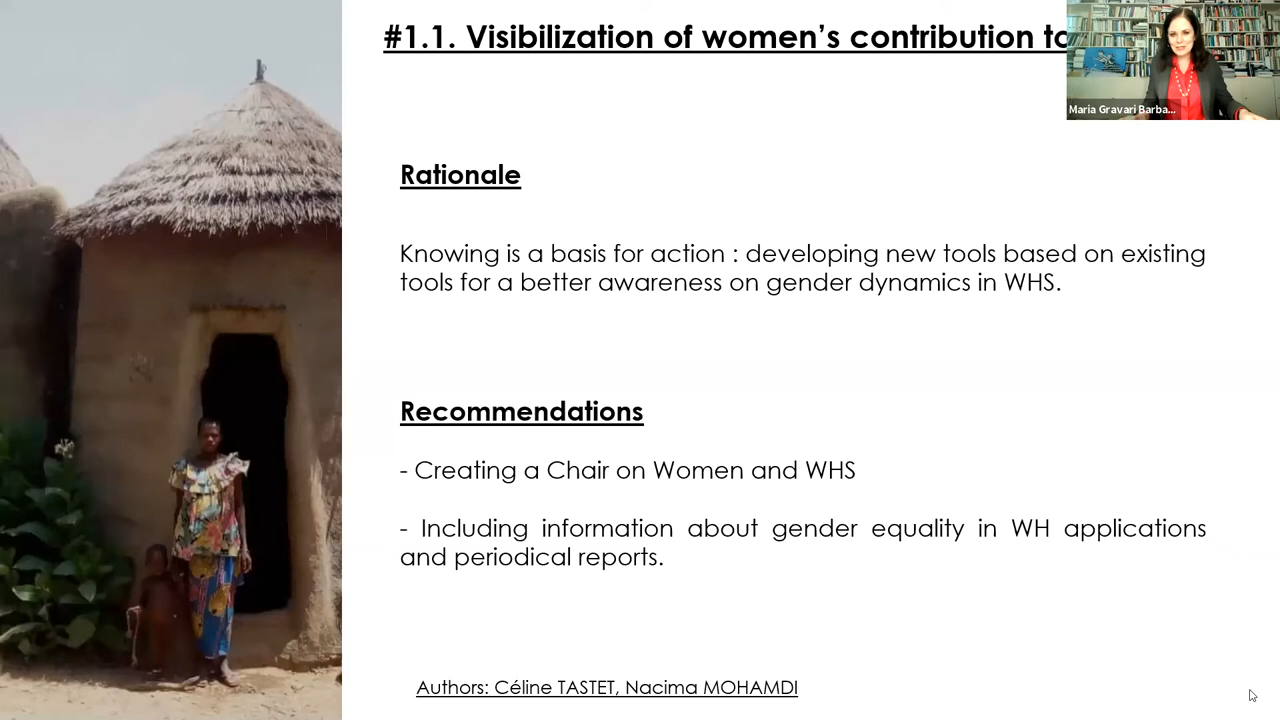 #1.1. Visibilization of women's contribution to
Maria Gravari Barba...
Rationale
Knowing is a basis for action : developing new tools based on existing
tools for a better awareness on gender dynamics in WHS.
Recommendations
- Creating a Chair on Women and WHS
- Including information about gender equality in WH applications
and periodical reports.
Authors: Céline TASTET, Nacima MOHAMDI